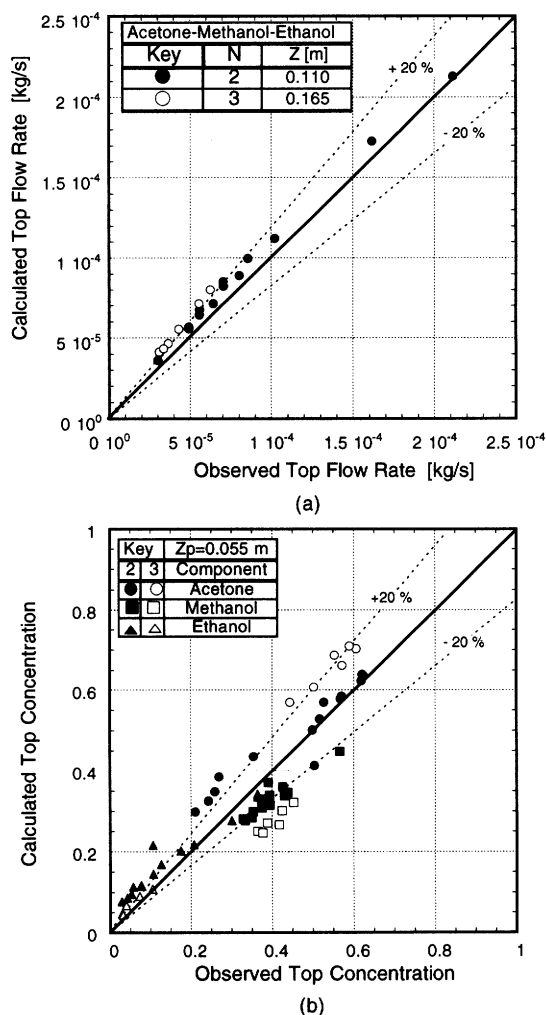 Acetone-Methanol-Ethanol
Key N Z [m]
● 2 0.110
○ 3 0.165
+ 20 %
- 20 %
2.5 10⁻⁴
2 10⁻⁴
1.5 10⁻⁴
1 10⁻⁴
5 10⁻⁵
0 10⁰
Calculated Top Flow Rate [kg/s]
0 10⁰ 5 10⁻⁵ 1 10⁻⁴ 1.5 10⁻⁴ 2 10⁻⁴ 2.5 10⁻⁴
Observed Top Flow Rate [kg/s]
(a)
Key Zp=0.055 m
2 3 Component
● ○ Acetone
■ □ Methanol
▲ △ Ethanol
+20 %
- 20 %
1
0.8
0.6
0.4
0.2
0
Calculated Top Concentration
0 0.2 0.4 0.6 0.8 1
Observed Top Concentration
(b)